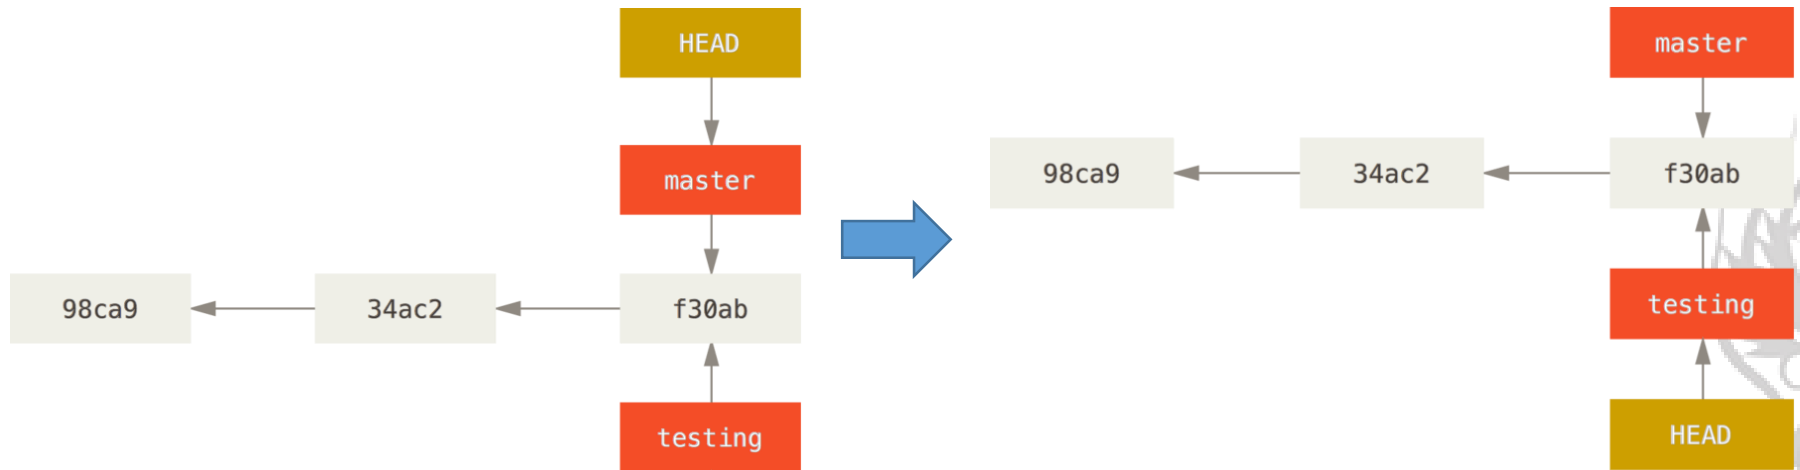 HEAD
master
98ca9
34ac2
f30ab
testing
master
98ca9
34ac2
f30ab
testing
HEAD